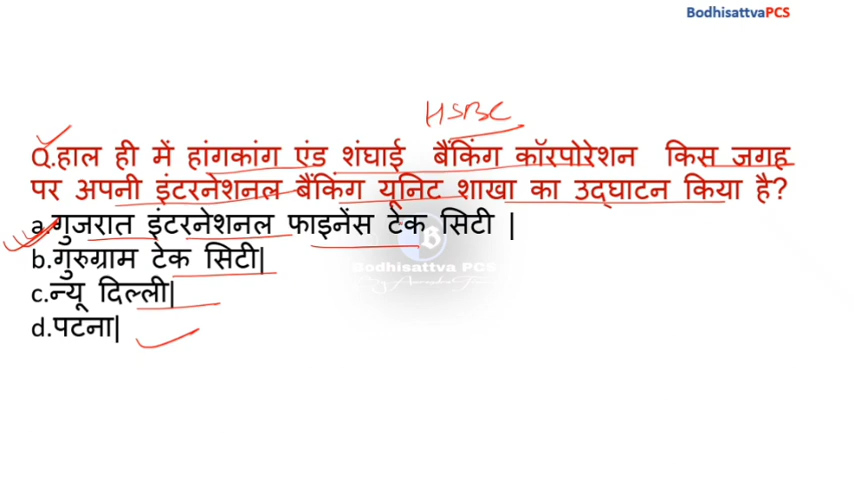 BodhisattvaPCS
HSBC
Q.हाल ही में हांगकांग एंड शंघाई बैंकिंग कॉरपोरेशन किस जगह
पर अपनी इंटरनेशनल बैंकिंग यूनिट शाखा का उद्घाटन किया है?
a.गुजरात इंटरनेशनल फाइनेंस टेक सिटी |
b.गुरुग्राम टेक सिटी|
c.न्यू दिल्ली|
d.पटना|
Bodhisattva PCS